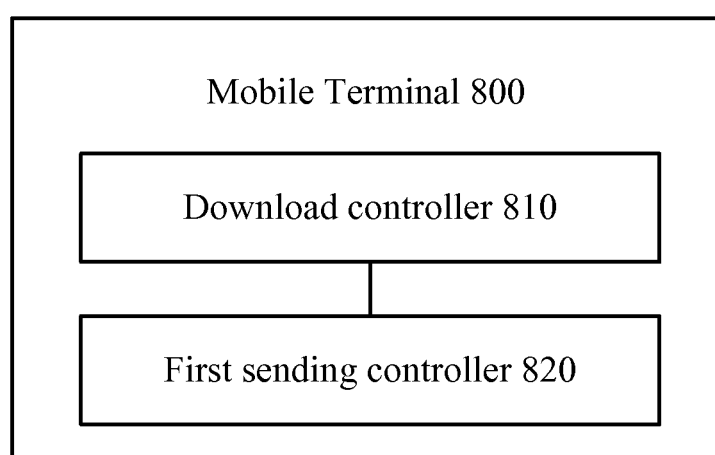 Mobile Terminal 800
Download controller 810
First sending controller 820